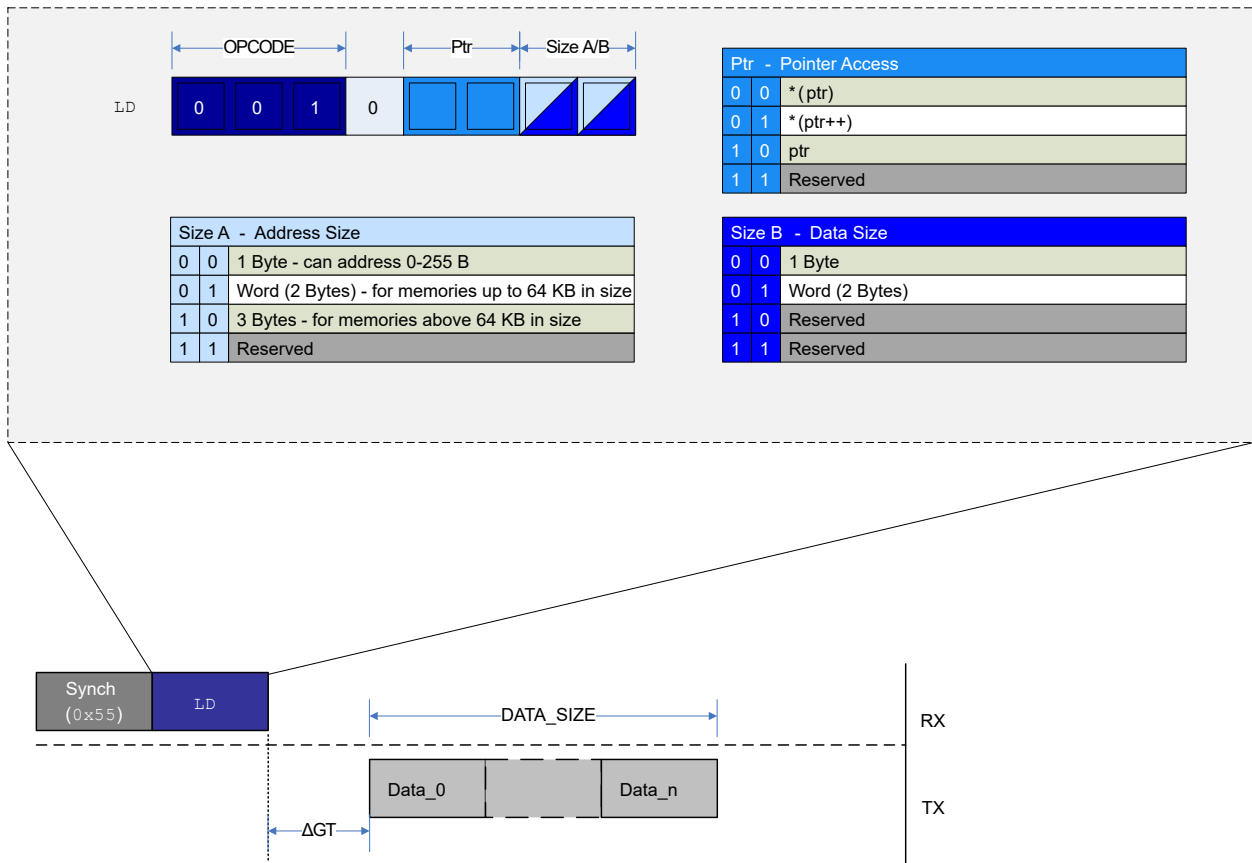 OPCODE Ptr Size A/B
LD 0 0 1 0
Ptr - Pointer Access
0 0 *(ptr)
0 1 *(ptr++)
1 0 ptr
1 1 Reserved
Size A - Address Size
0 0 1 Byte - can address 0-255 B
0 1 Word (2 Bytes) - for memories up to 64 KB in size
1 0 3 Bytes - for memories above 64 KB in size
1 1 Reserved
Size B - Data Size
0 0 1 Byte
0 1 Word (2 Bytes)
1 0 Reserved
1 1 Reserved
Synch
(0x55)
LD
DATA_SIZE
RX
Data_0 Data_n
TX
ΔGT